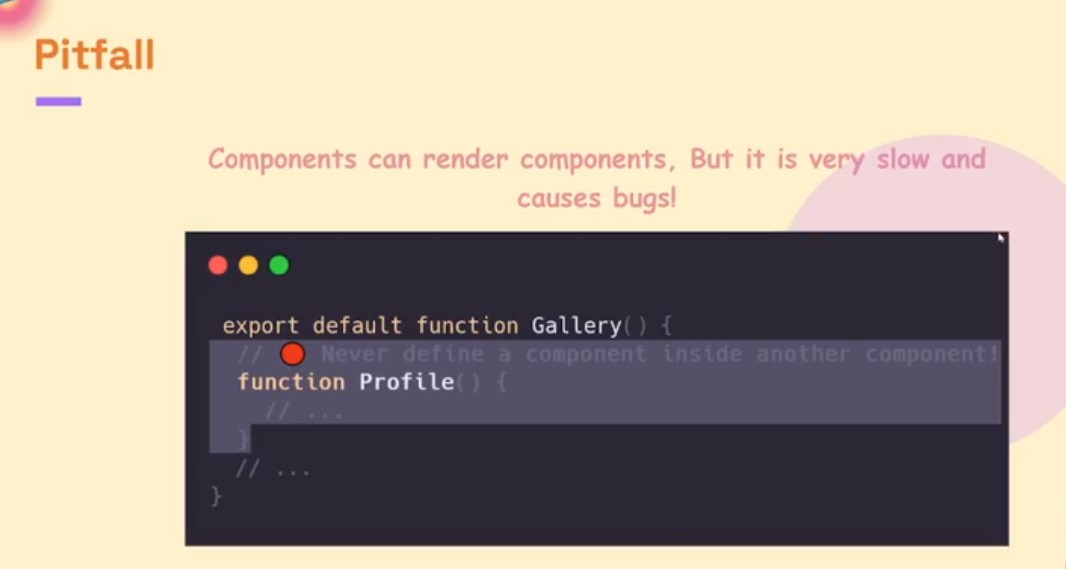 Pitfall
Components can render components, But it is very slow and
causes bugs!
export default function Gallery() {
// 🔴 Never define a component inside another component!
function Profile() {
// ...
}
// ...
}